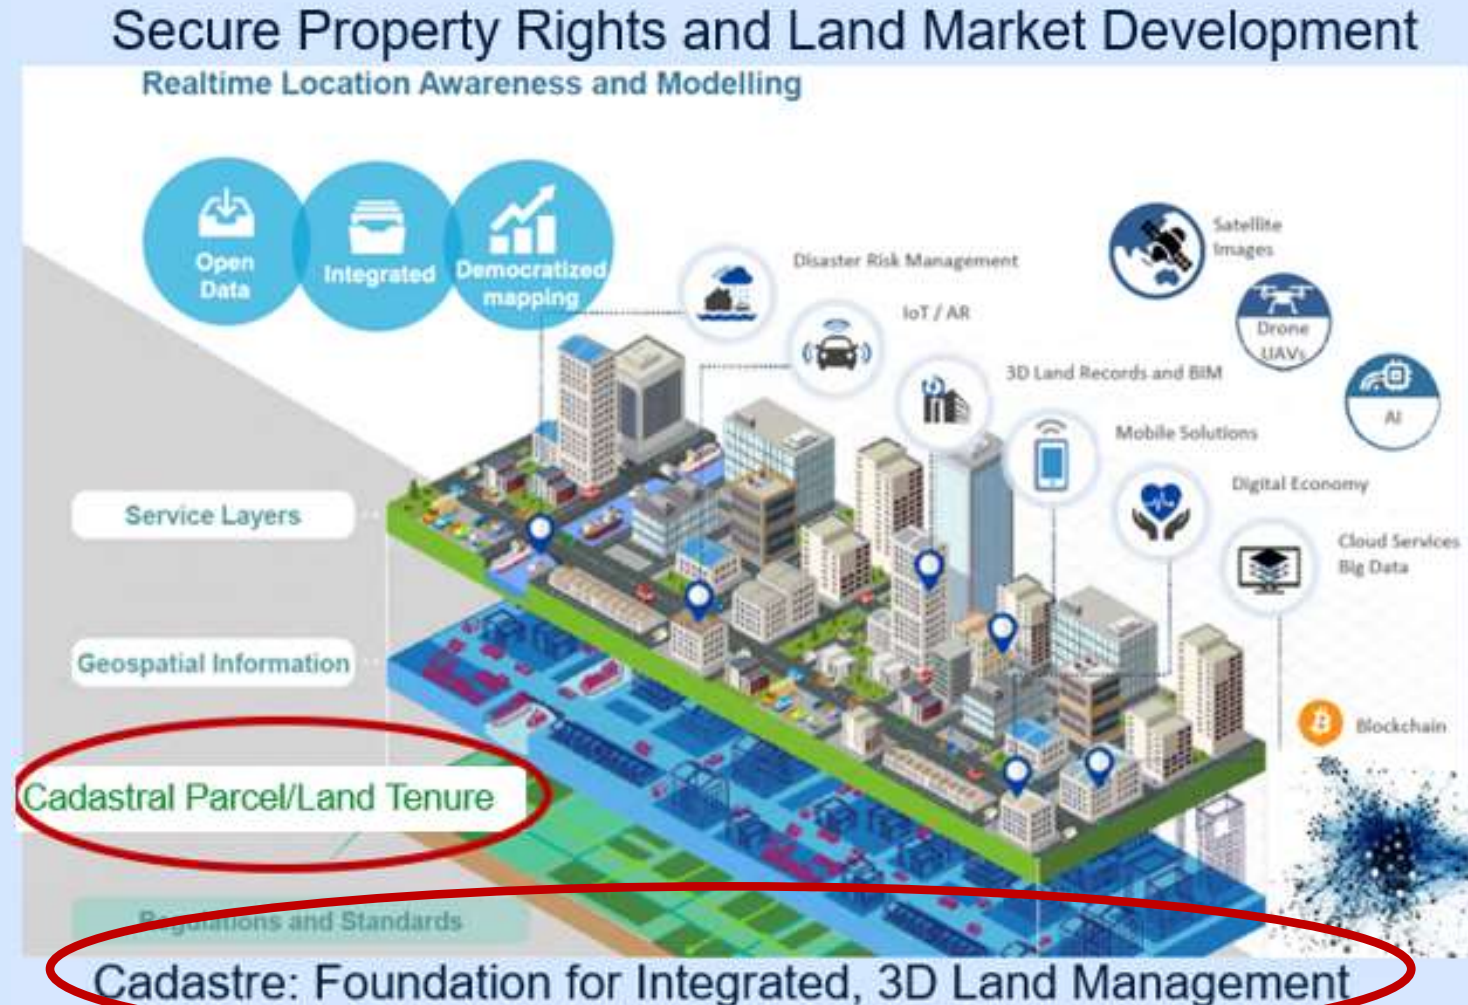 Secure Property Rights and Land Market Development
Realtime Location Awareness and Modelling
Open
Data
Integrated
Democratized
mapping
Disaster Risk Management
IoT / AR
3D Land Records and BIM
Mobile Solutions
Digital Economy
Cloud Services
Big Data
Satellite
Images
Drone
UAVs
AI
Service Layers
Geospatial Information
Cadastral Parcel/Land Tenure
Regulations and Standards
Blockchain
Cadastre: Foundation for Integrated, 3D Land Management